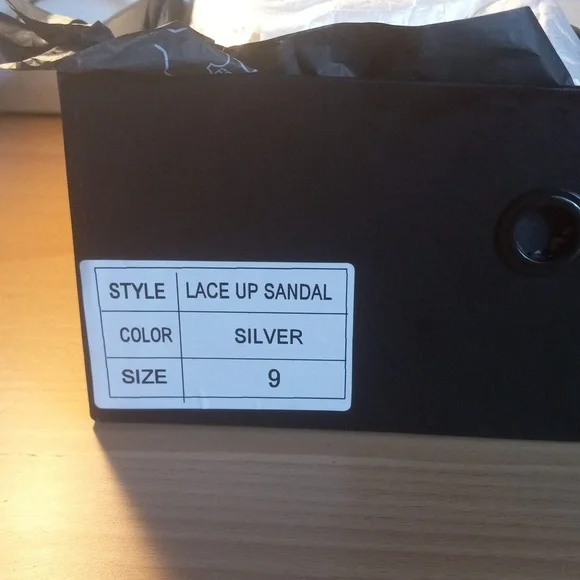 STYLE LACE UP SANDAL
COLOR SILVER
SIZE 9